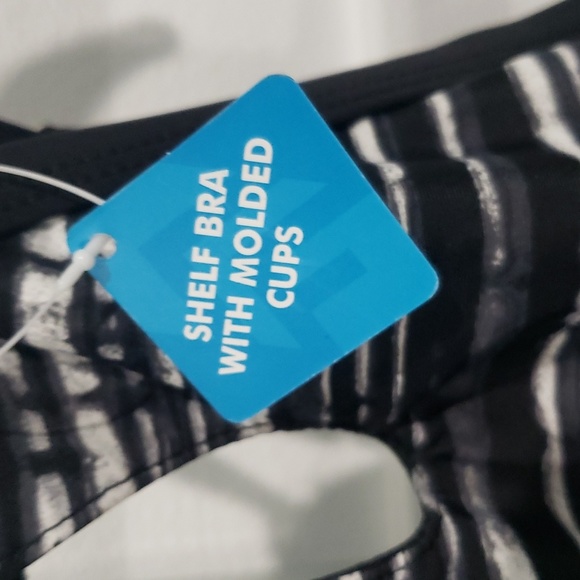 SHELF BRA
WITH MOLDED
CUPS